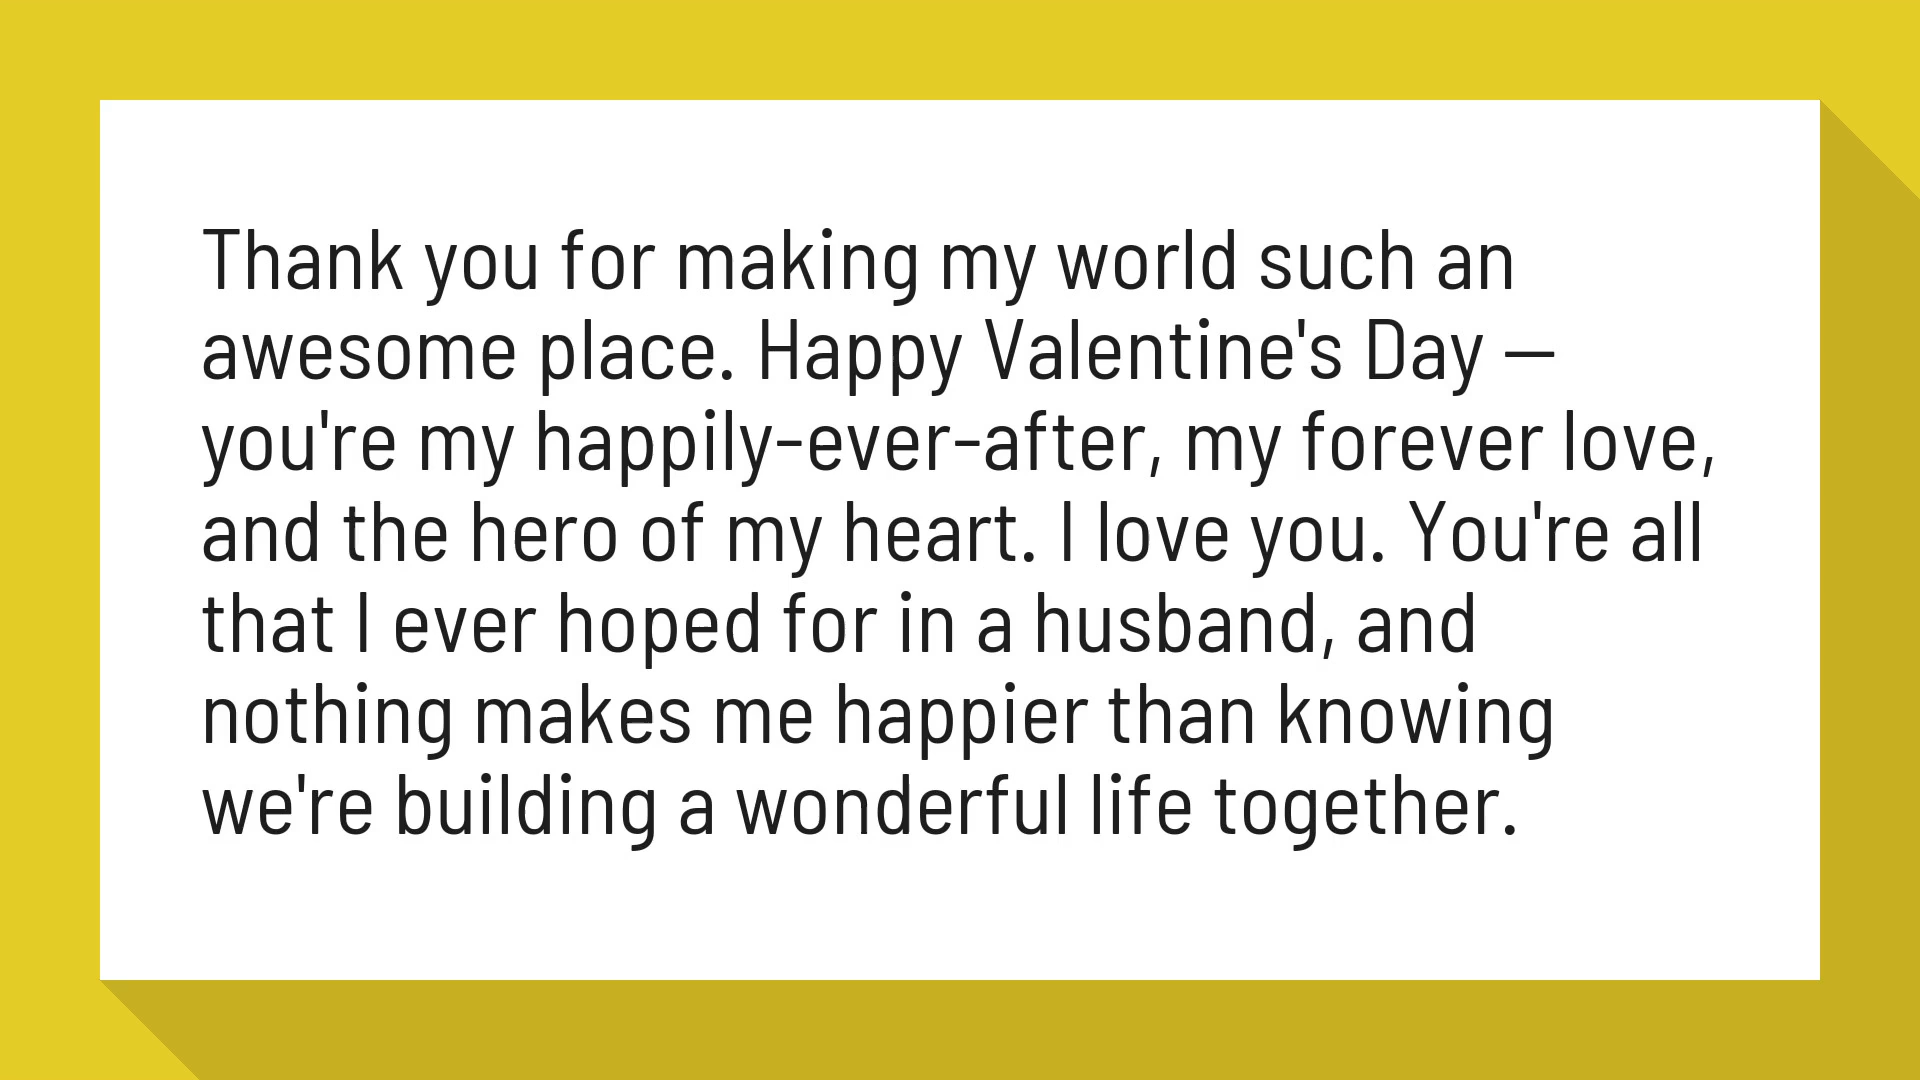 Thank you for making my world such an
awesome place. Happy Valentine's Day —
you're my happily-ever-after, my forever love,
and the hero of my heart. I love you. You're all
that I ever hoped for in a husband, and
nothing makes me happier than knowing
we're building a wonderful life together.